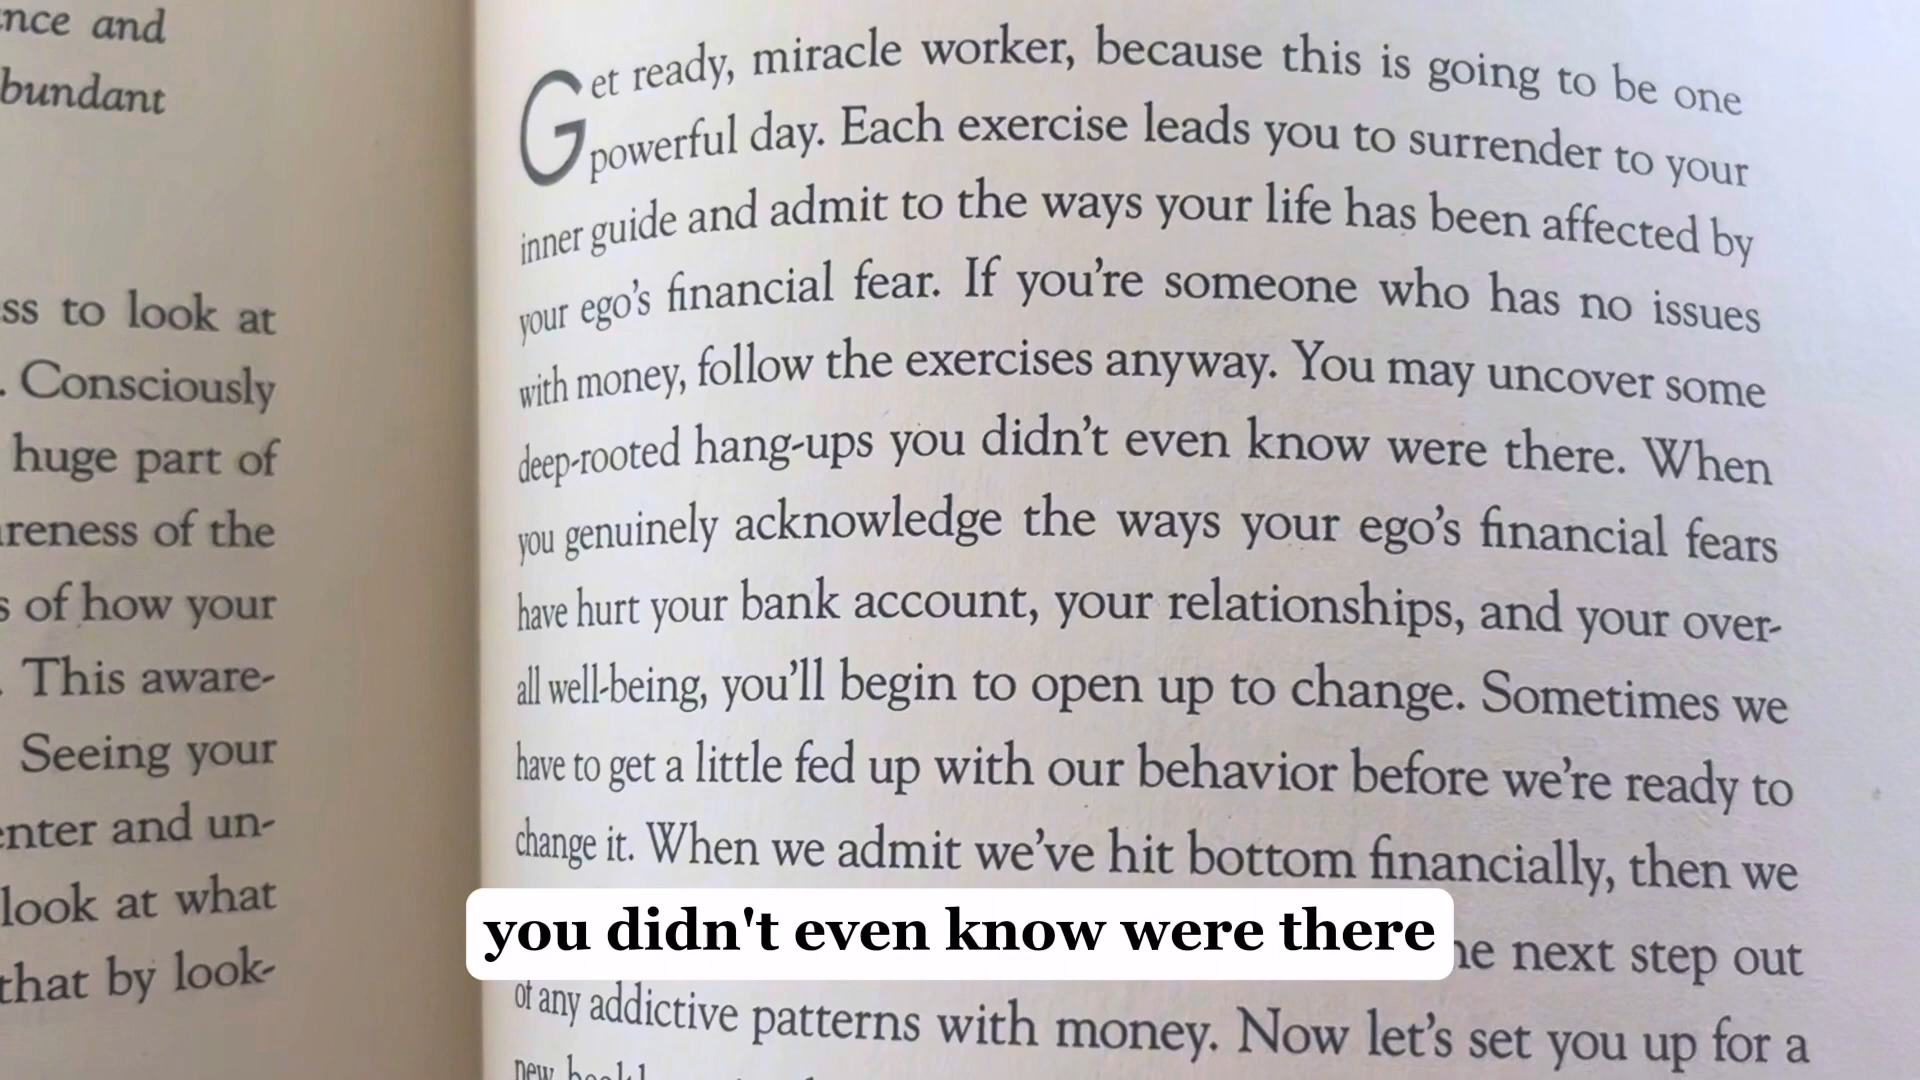 nce and
bundant
ss to look at
. Consciously
huge part of
reness of the
s of how your
. This aware-
Seeing your
enter and un-
look at what
that by look-
Get ready, miracle worker, because this is going to be one
powerful day. Each exercise leads you to surrender to your
inner guide and admit to the ways your life has been affected by
your ego's financial fear. If you're someone who has no issues
with money, follow the exercises anyway. You may uncover some
deep-rooted hang-ups you didn't even know were there. When
you genuinely acknowledge the ways your ego's financial fears
have hurt your bank account, your relationships, and your over-
all well-being, you'll begin to open up to change. Sometimes we
have to get a little fed up with our behavior before we're ready to
change it. When we admit we've hit bottom financially, then we
you didn't even know were there
he next step out
of any addictive patterns with money. Now let's set you up for a
new